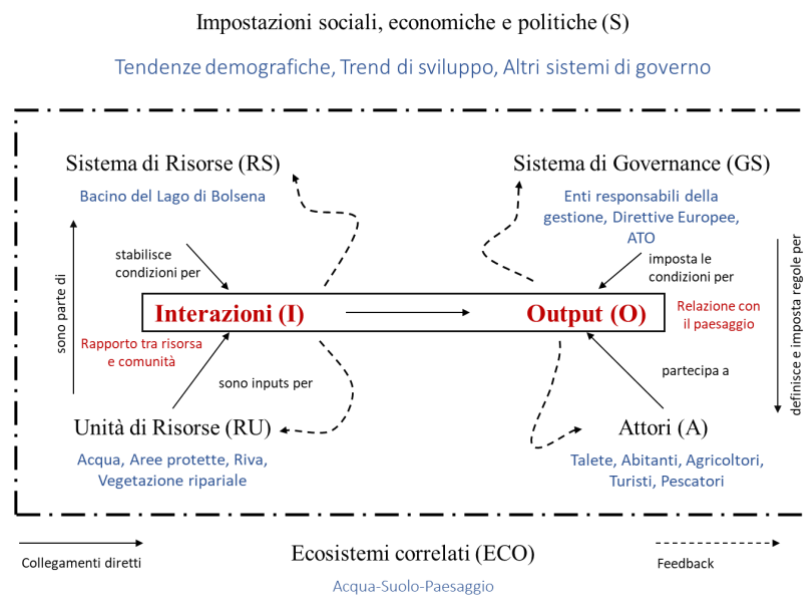 Impostazioni sociali, economiche e politiche (S)
Tendenze demografiche, Trend di sviluppo, Altri sistemi di governo
Sistema di Risorse (RS)
Bacino del Lago di Bolsena
Sistema di Governance (GS)
Enti responsabili della
gestione, Direttive Europee,
ATO
stabilisce
condizioni per
imposta le
condizioni per
sono parte di
definisce e imposta regole per
Interazioni (I)
Output (O)
Relazione con
il paesaggio
Rapporto tra risorsa
e comunità
sono inputs per
partecipa a
Unità di Risorse (RU)
Acqua, Aree protette, Riva,
Vegetazione ripariale
Attori (A)
Talete, Abitanti, Agricoltori,
Turisti, Pescatori
Collegamenti diretti
Ecosistemi correlati (ECO)
Acqua-Suolo-Paesaggio
Feedback